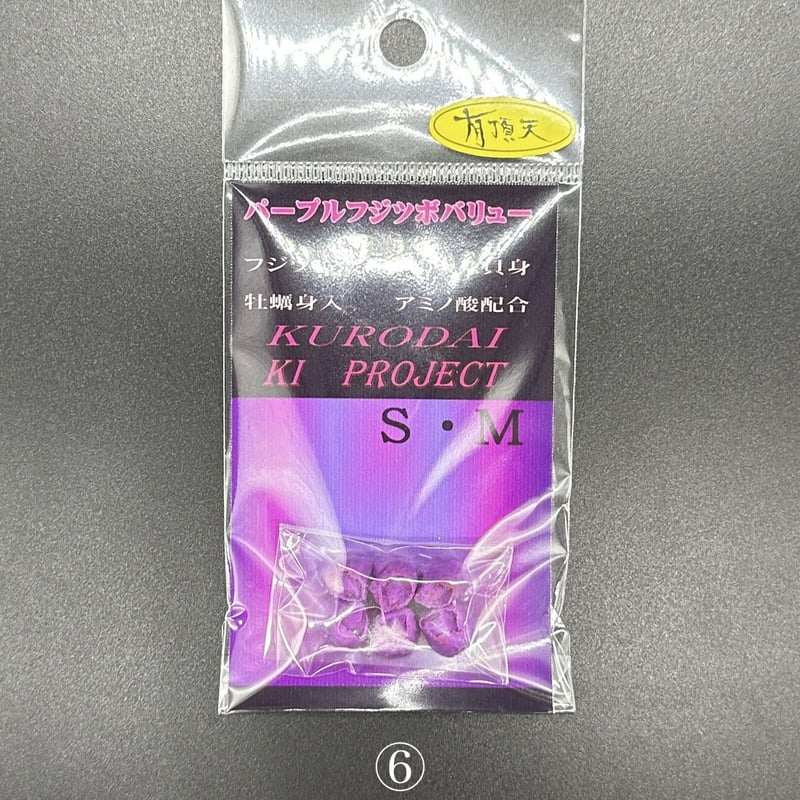 有頂天
パープルフジツボバリュー
フジツ 貝身
牡蠣身入 アミノ酸配合
KURODAI
KI PROJECT
S・M
⑥